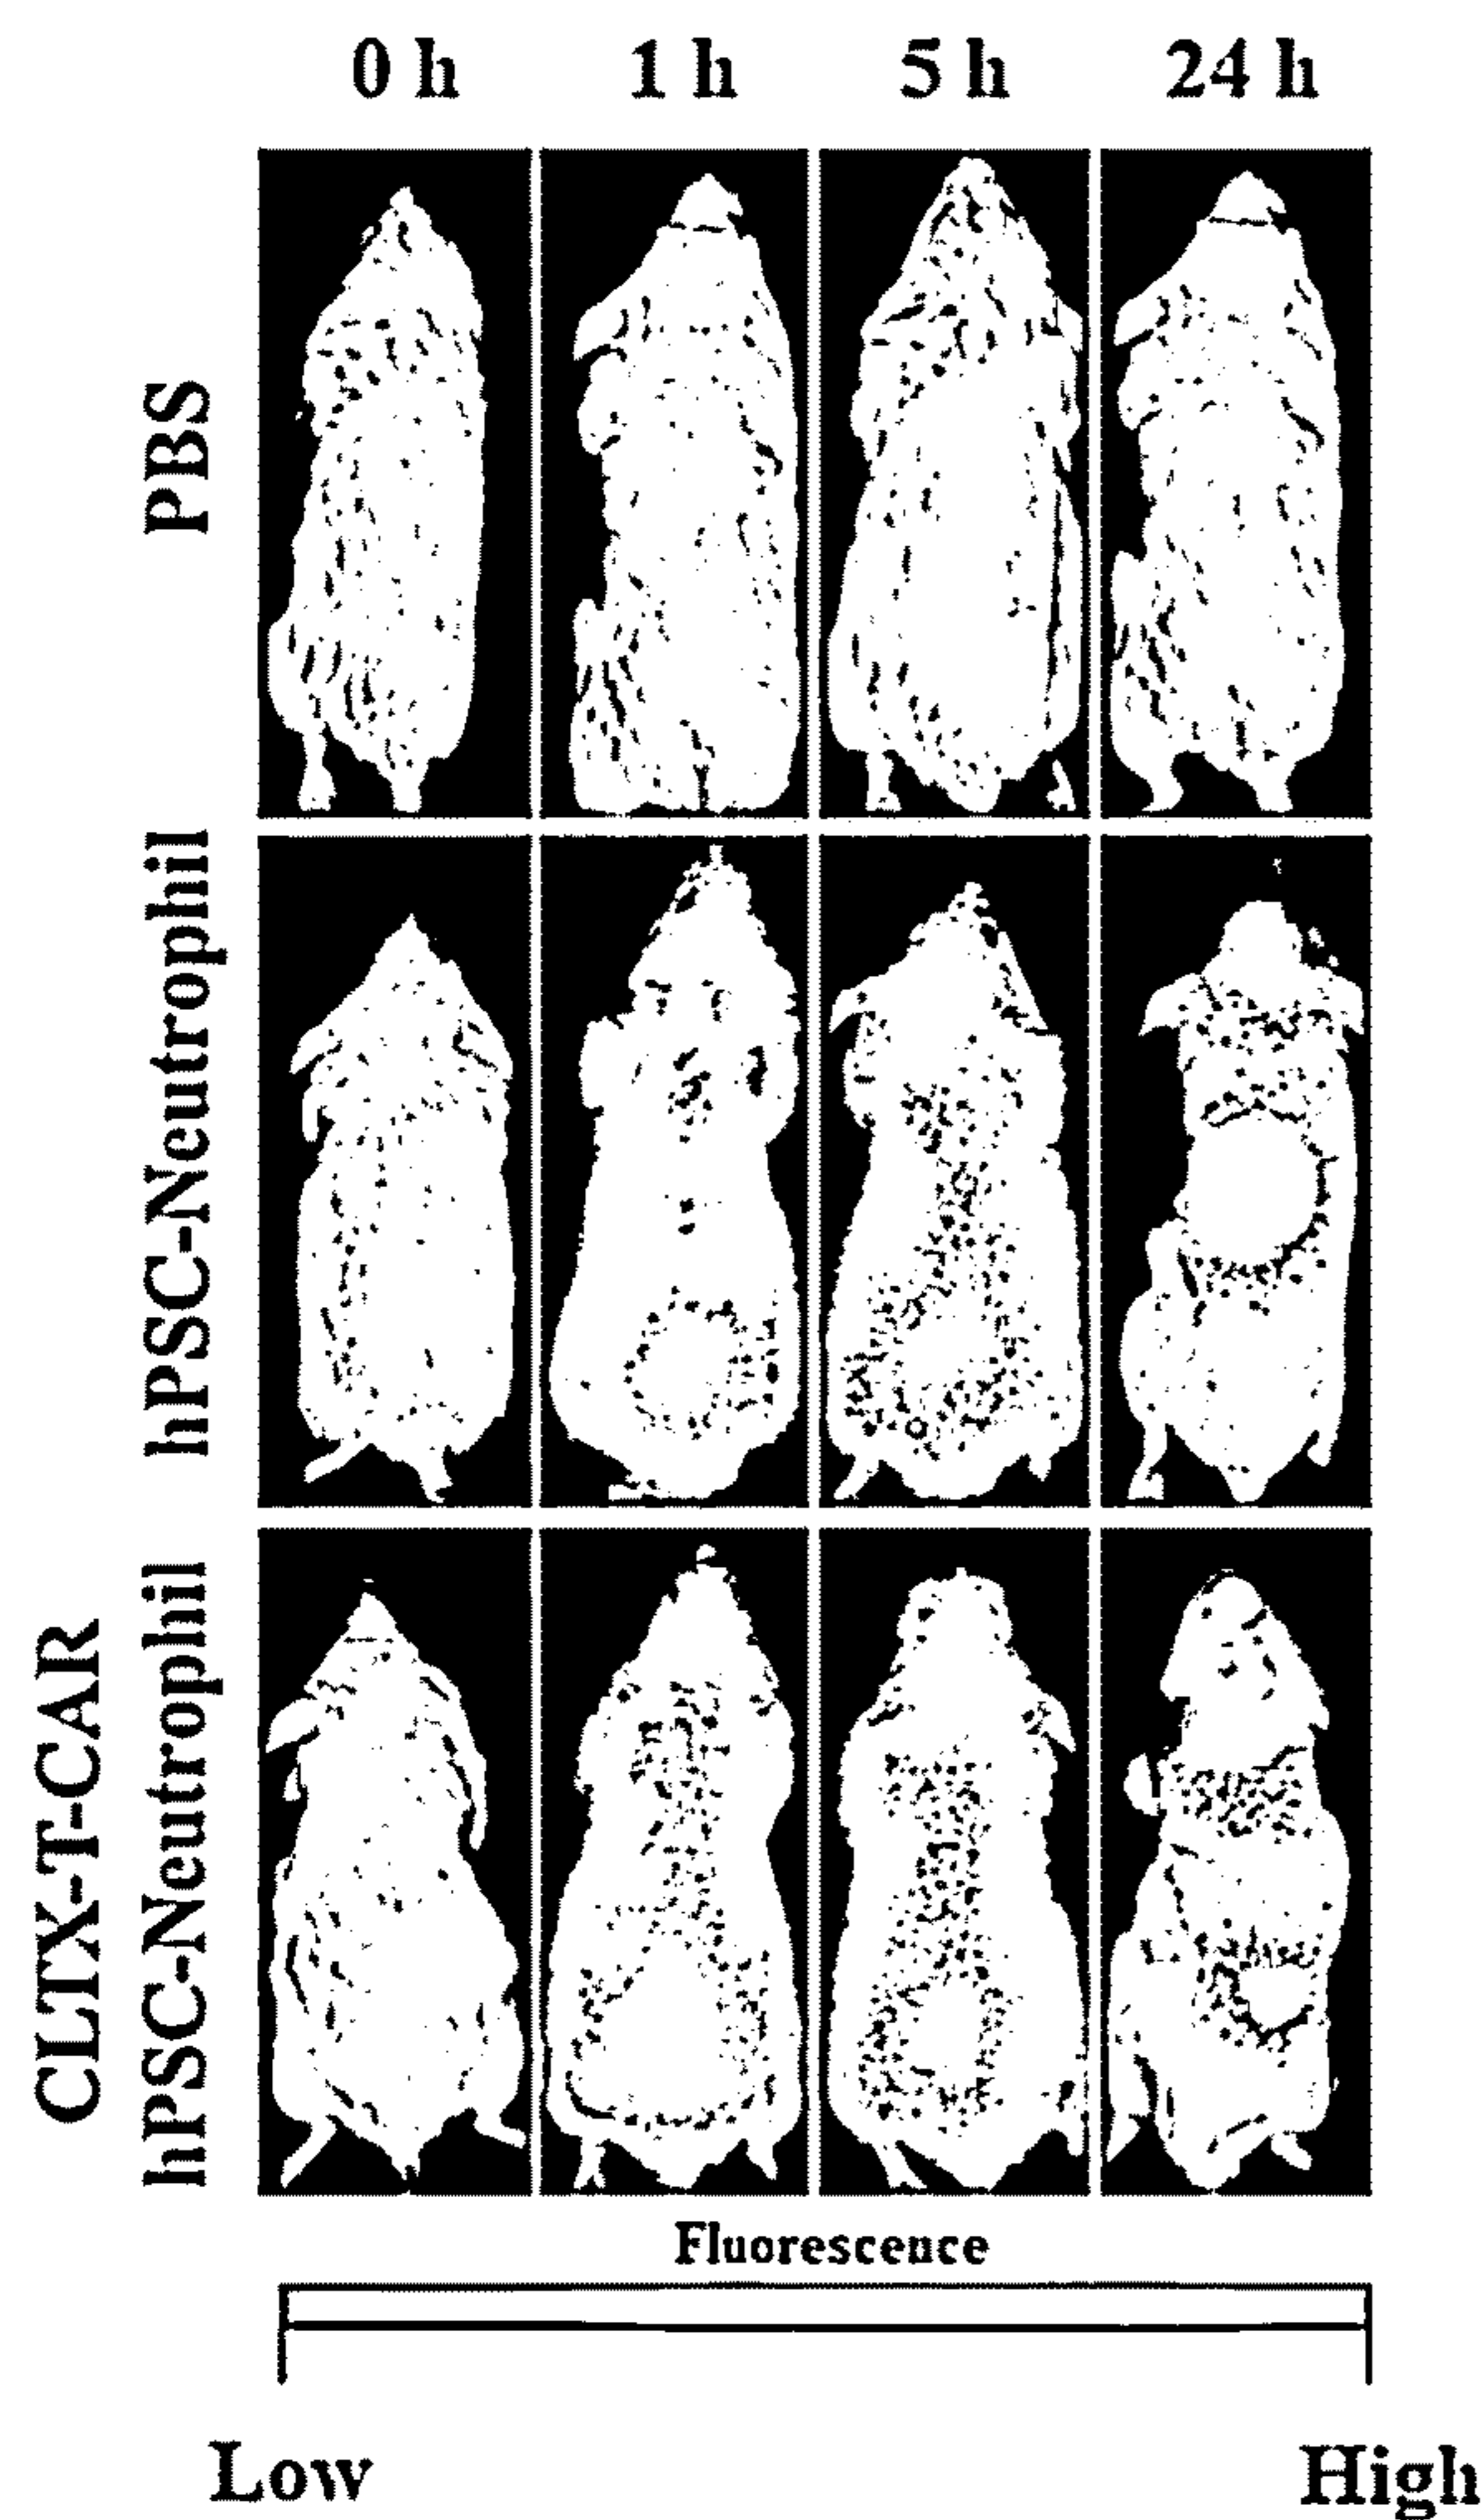 0 h 1 h 5 h 24 h
PBS
hPSC-Neutrophil
CLTX-T-CAR
hPSC-Neutrophil
Fluorescence
Low High